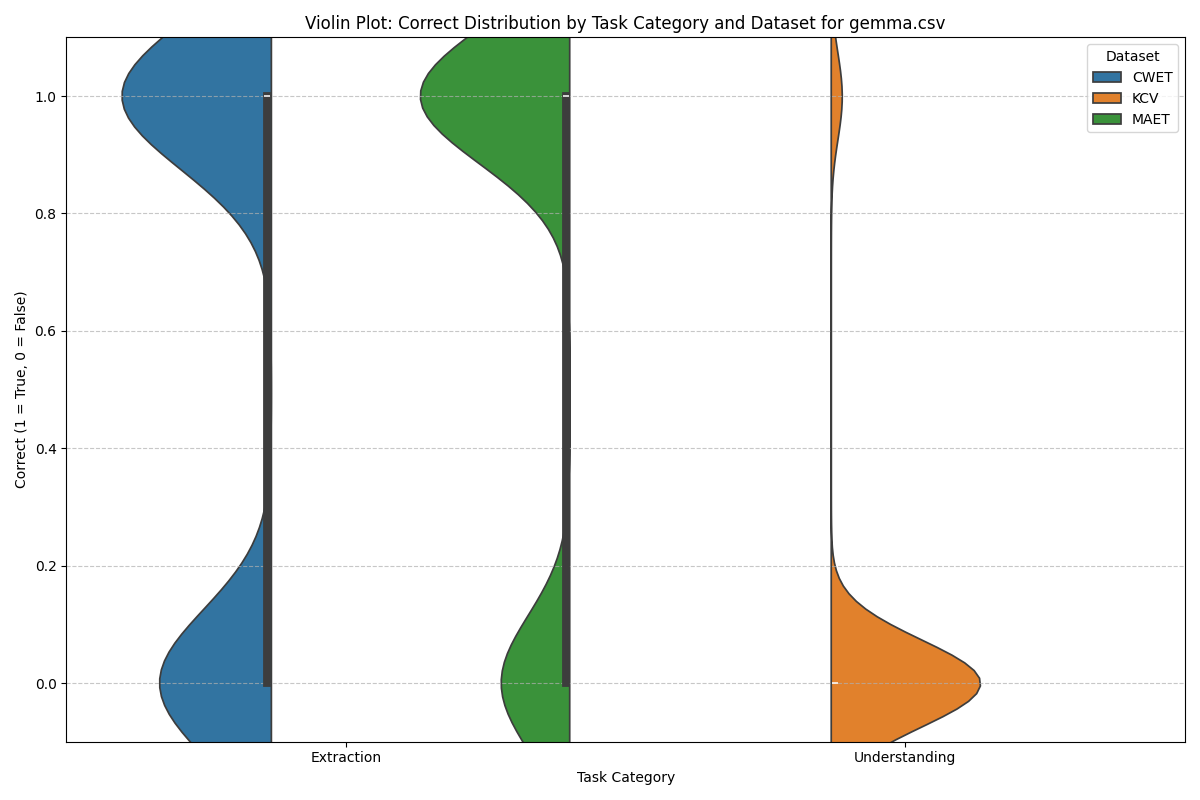 Violin Plot: Correct Distribution by Task Category and Dataset for gemma.csv
Dataset
CWET
KCV
MAET
Correct (1 = True, 0 = False)
1.0
0.8
0.6
0.4
0.2
0.0
Extraction
Understanding
Task Category